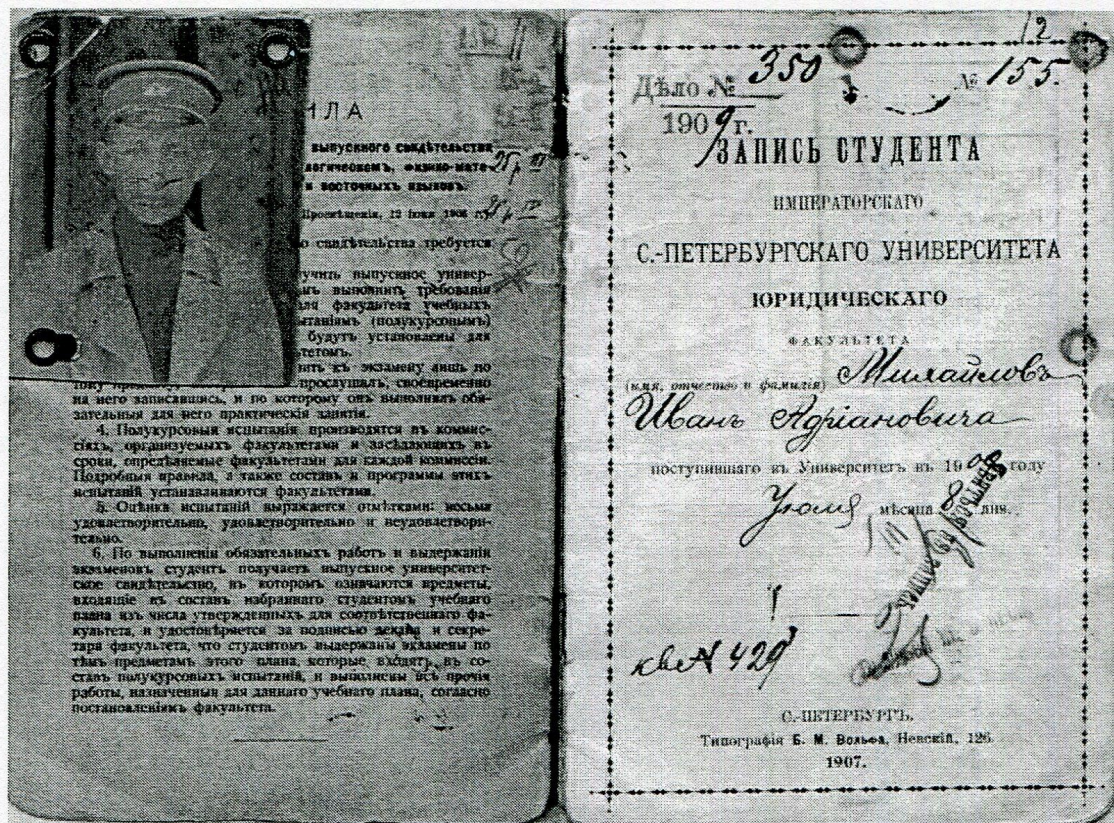 ИЛА
выпускного свидѣтельства
логическомъ, физико-мате-
и восточныхъ языковъ.
Просвѣщенія, 12 іюня 1906 г.
о свидѣтельства требуется
учить выпускное универ-
мъ выполнить требованія
для факультета учебныхъ
ытаніямъ (полукурсовымъ)
будутъ установлены для
ьтетомъ.
ить къ экзамену лишь по
прослушалъ, своевременно
на него записавшись, и по которому онъ выполнилъ обя-
зательныя для него практическія занятія.
4. Полукурсовыя испытанія производятся въ комис-
сіяхъ, организуемыхъ факультетами и засѣдающихъ въ
сроки, опредѣляемые факультетами для каждой коммиссіи.
Подробныя правила, а также составъ и программы этихъ
испытаній устанавливаются факультетами.
5. Оцѣнка испытаній выражается отмѣтками: весьма
удовлетворительно, удовлетворительно и неудовлетвори-
тельно.
6. По выполненіи обязательныхъ работъ и выдержаніи
экзаменовъ студентъ получаетъ выпускное университет-
ское свидѣтельство, въ которомъ означаются предметы,
входящіе въ составъ избраннаго студентомъ учебнаго
плана изъ числа утвержденныхъ для соотвѣтственнаго фа-
культета, и удостовѣряется за подписью декана и секре-
таря факультета, что студентомъ выдержаны экзамены по
тѣмъ предметамъ этого плана, которые входятъ въ со-
ставъ полукурсовыхъ испытаній, и выполнены всѣ прочія
работы, назначенныя для даннаго учебнаго плана, согласно
постановленіямъ факультета.
12
Дѣло № 350
№ 155.
1909 г.
ЗАПИСЬ СТУДЕНТА
ИМПЕРАТОРСКАГО
С.-ПЕТЕРБУРГСКАГО УНИВЕРСИТЕТА
ЮРИДИЧЕСКАГО
ФАКУЛЬТЕТА
(имя, отчество и фамилія) Михайловъ
Иванъ Адріановича
поступившаго въ Университетъ въ 190 году
Іюля мѣсяца 8 дня.
кв № 429
С.-ПЕТЕРБУРГЪ.
Типографія Б. М. Вольфа, Невскій, 126.
1907.